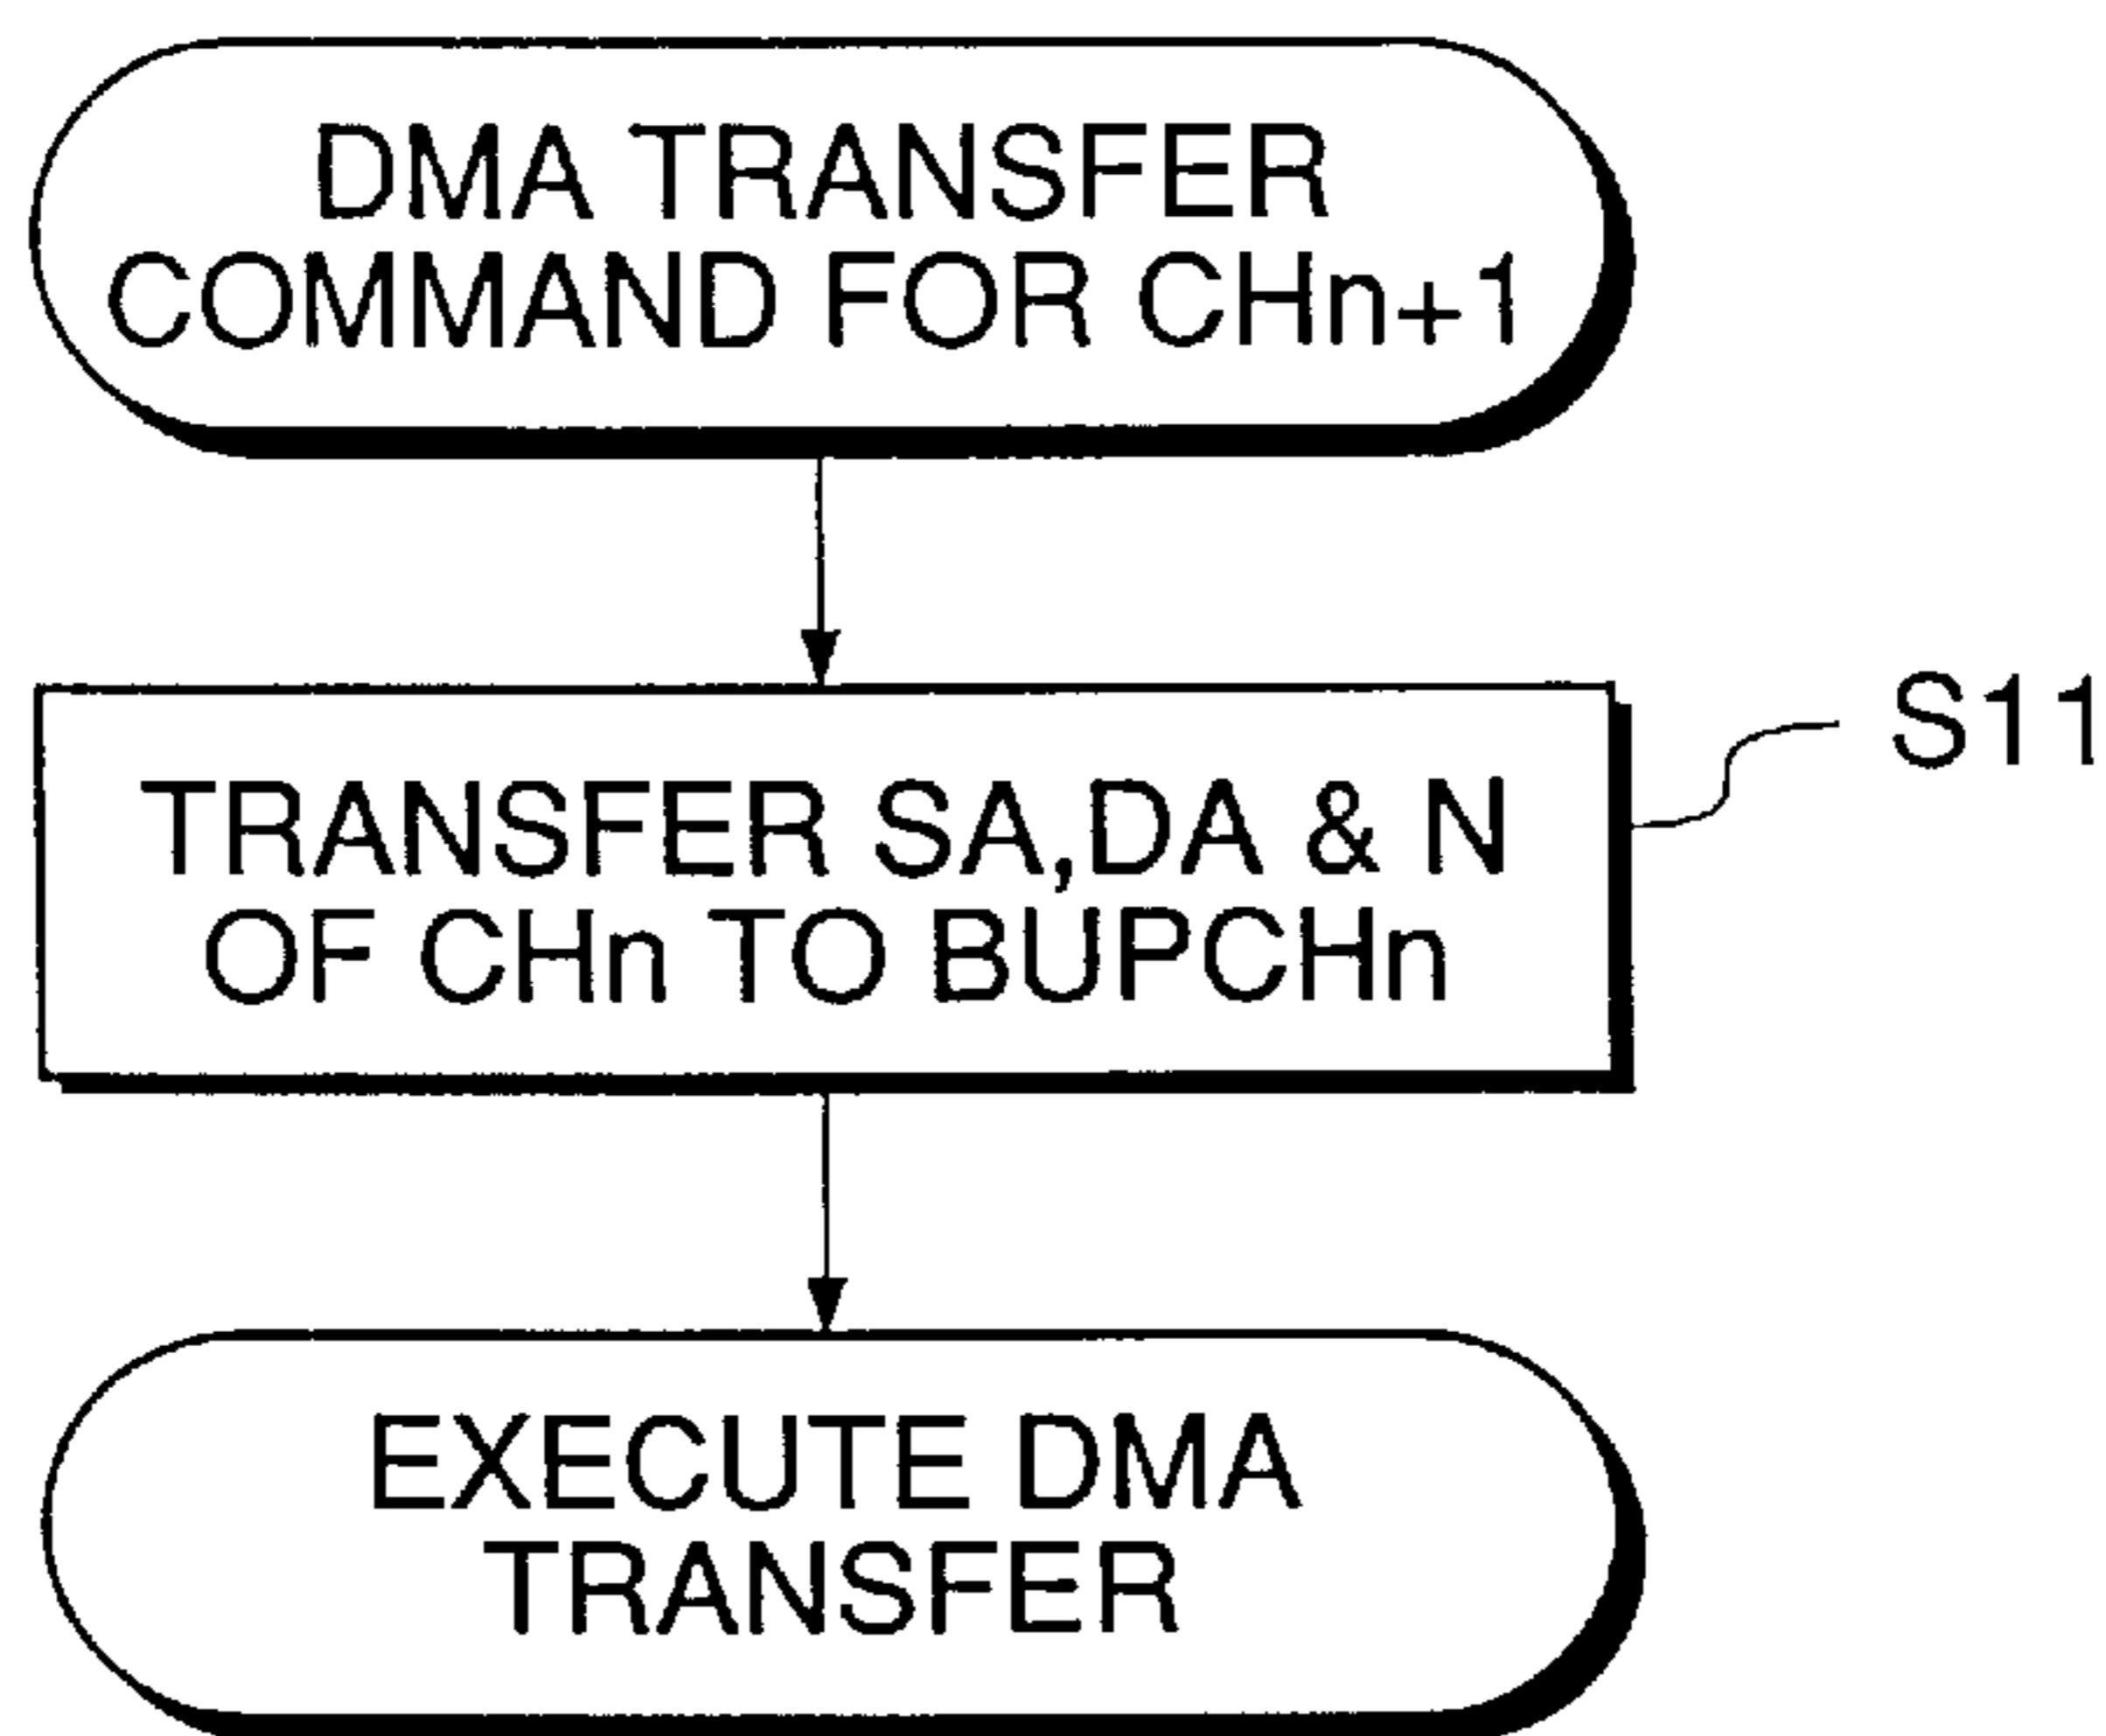 DMA TRANSFER
COMMAND FOR CHn+1
S11
TRANSFER SA,DA & N
OF CHn TO BUPCHn
EXECUTE DMA
TRANSFER